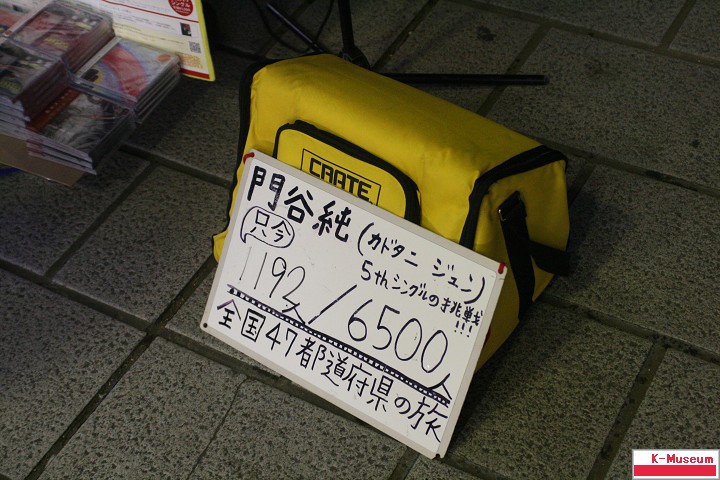 CRATE
門谷純(カドタニ ジュン)
只今 5thシングルの挑戦!!!
1192人/6500人
全国47都道府県の旅
K-Museum